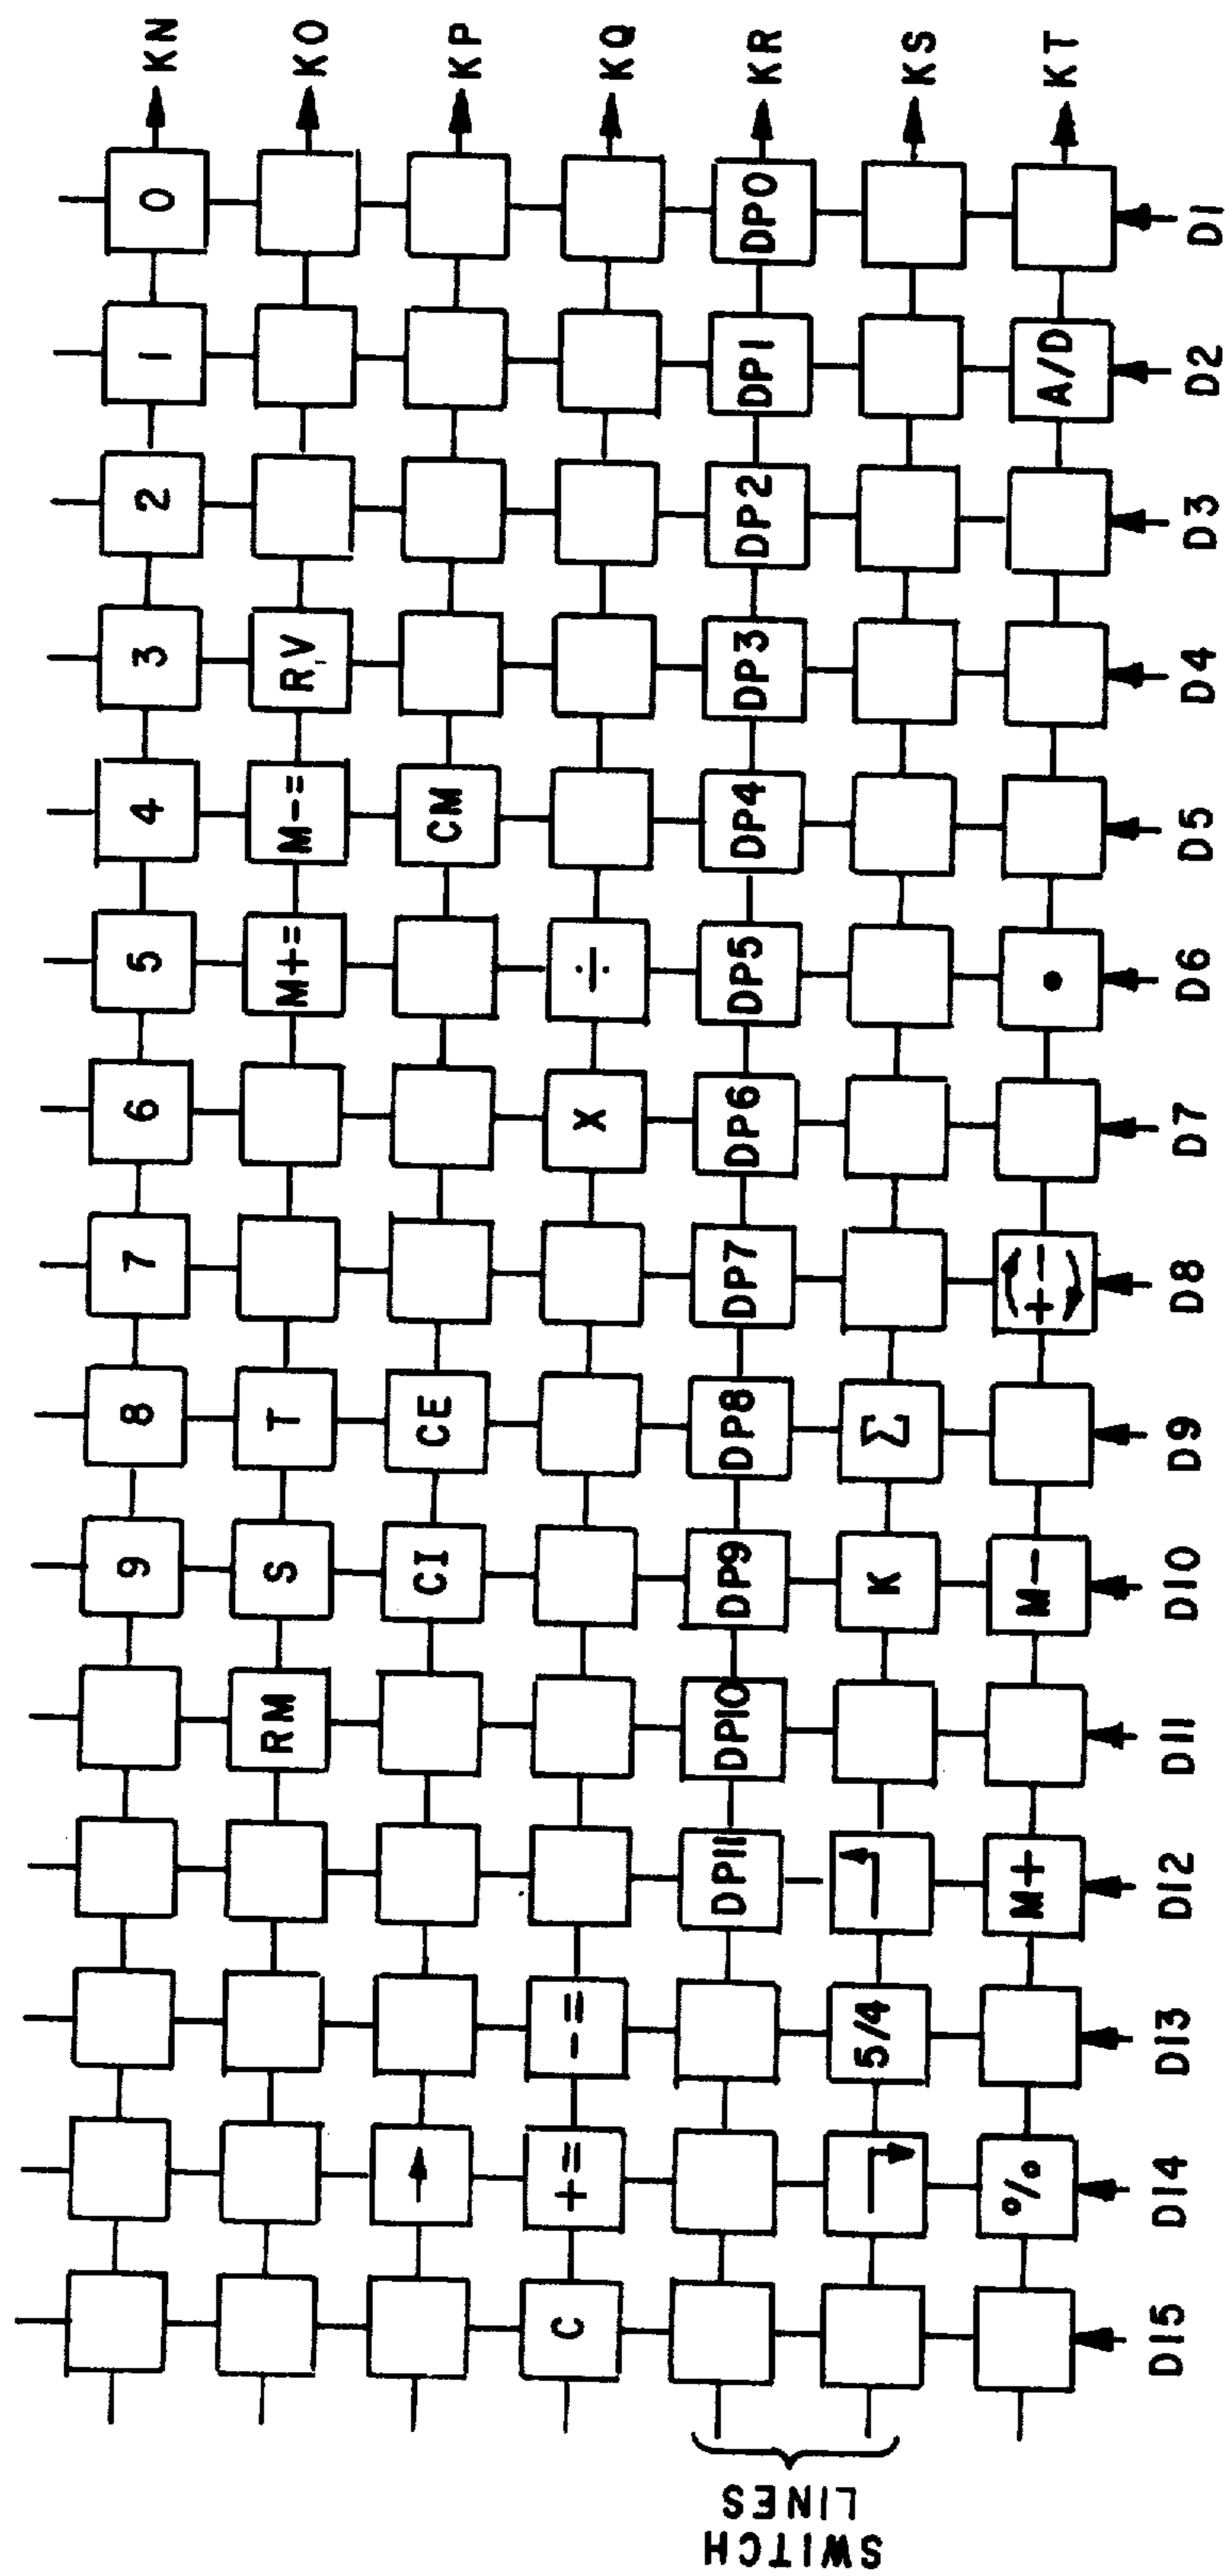 9 8 7 6 5 4 3 2 1 0 KN
RM S T M+= M-= RV KO
→ CI CE CM KP
C += -= X ÷ KQ
DP11 DP10 DP9 DP8 DP7 DP6 DP5 DP4 DP3 DP2 DP1 DP0 KR
↴ 5/4 ⬏ K Σ KS
% M+ M- +- • A/D KT
D15 D14 D13 D12 D11 D10 D9 D8 D7 D6 D5 D4 D3 D2 D1
SWITCH
LINES